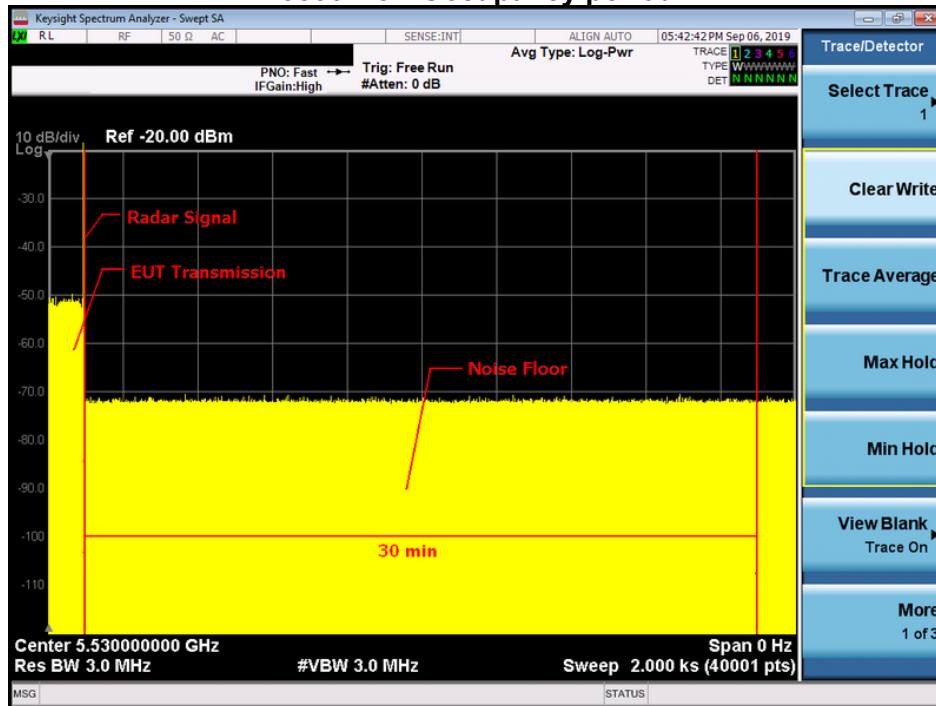 Keysight Spectrum Analyzer - Swept SA
LXI RL RF 50 Ω AC SENSE:INT ALIGN AUTO 05:42:42 PM Sep 06, 2019
Avg Type: Log-Pwr TRACE 1 2 3 4 5 6
PNO: Fast Trig: Free Run TYPE WWWWWW
IFGain:High #Atten: 0 dB DET N N N N N N
10 dB/div Ref -20.00 dBm
Log
-30.0
Radar Signal
-40.0
EUT Transmission
-50.0
-60.0
Noise Floor
-70.0
-80.0
-90.0
-100
30 min
-110
Center 5.530000000 GHz Span 0 Hz
Res BW 3.0 MHz #VBW 3.0 MHz Sweep 2.000 ks (40001 pts)
MSG STATUS
Trace/Detector
Select Trace
1
Clear Write
Trace Average
Max Hold
Min Hold
View Blank
Trace On
More
1 of 3